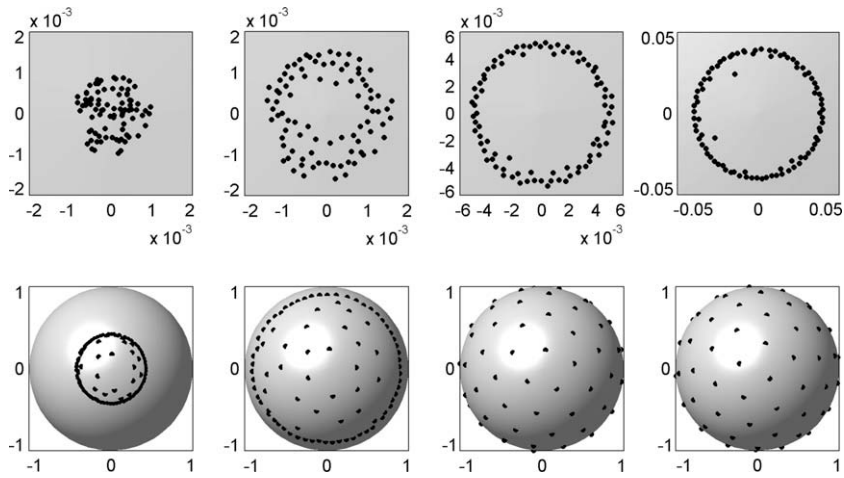 x 10⁻³ x 10⁻³ x 10⁻³
2 2 6 0.05
1 1 4
2
0 0 0 0
-2
-1 -1 -4
-2 -2 -6 -0.05
-2 -1 0 1 2 -2 -1 0 1 2 -6 -4 -2 0 2 4 6 -0.05 0 0.05
x 10⁻³ x 10⁻³ x 10⁻³
1 1 1 1
0 0 0 0
-1 -1 -1 -1
-1 0 1 -1 0 1 -1 0 1 -1 0 1